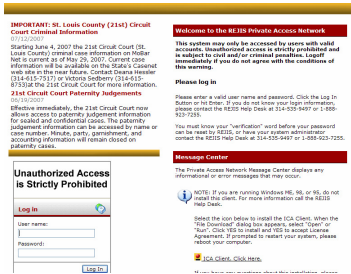 IMPORTANT: St. Louis County (21st) Circuit
Court Criminal Information
07/12/2007
Starting June 4, 2007 the 21st Circuit Court (St.
Louis County) criminal case information on MoBar
Net is current as of May 29, 2007. Current case
information will be available on the State's Casenet
web site in the near future. Contact Deana Hessler
(314-615-7517) or Victoria Sedberry (314-615-
8753)at the 21st Circuit Court for more information.
21st Circuit Court Paternity Judgements
06/19/2007
Effective immediately, the 21st Circuit Court now
allows access to paternity judgement information
for sealed and confidential cases. The paternity
judgement information can be accessed by name or
case number. Minute, party, garnishment, and
accounting information will remain closed on
paternity cases.
Unauthorized Access
is Strictly Prohibited
Log in
User name:
Password:
Log In
Welcome to the REJIS Private Access Network
This system may only be accessed by users with valid
accounts. Unauthorized access is strictly prohibited and
is subject to civil and/or criminal penalties. Logoff
immediately if you do not agree with the conditions of
this warning.
Please log in
Please enter a valid user name and password. Click the Log In
Button or hit Enter. If you do not know your login information,
please contact the REJIS Help Desk at 314-535-9497 or 1-888-
923-7255.
You must know your "verification" word before your password
can be reset by REJIS, or have your system administrator
contact the REJIS Help Desk at 314-535-9497 or 1-888-923-7255.
Message Center
The Private Access Network Message Center displays any
informational or error messages that may occur.
NOTE: If you are running Windows ME, 98, or 95, do not
install this client. For more information call the REJIS
Help Desk.
Select the icon below to install the ICA Client. When the
"File Download" dialog box appears, select "Open" or
"Run". Click YES to install and YES to accept License
Agreement. If prompted to restart your system, please
reboot your computer.
ICA Client. Click Here.
If you have any questions about this installation, please